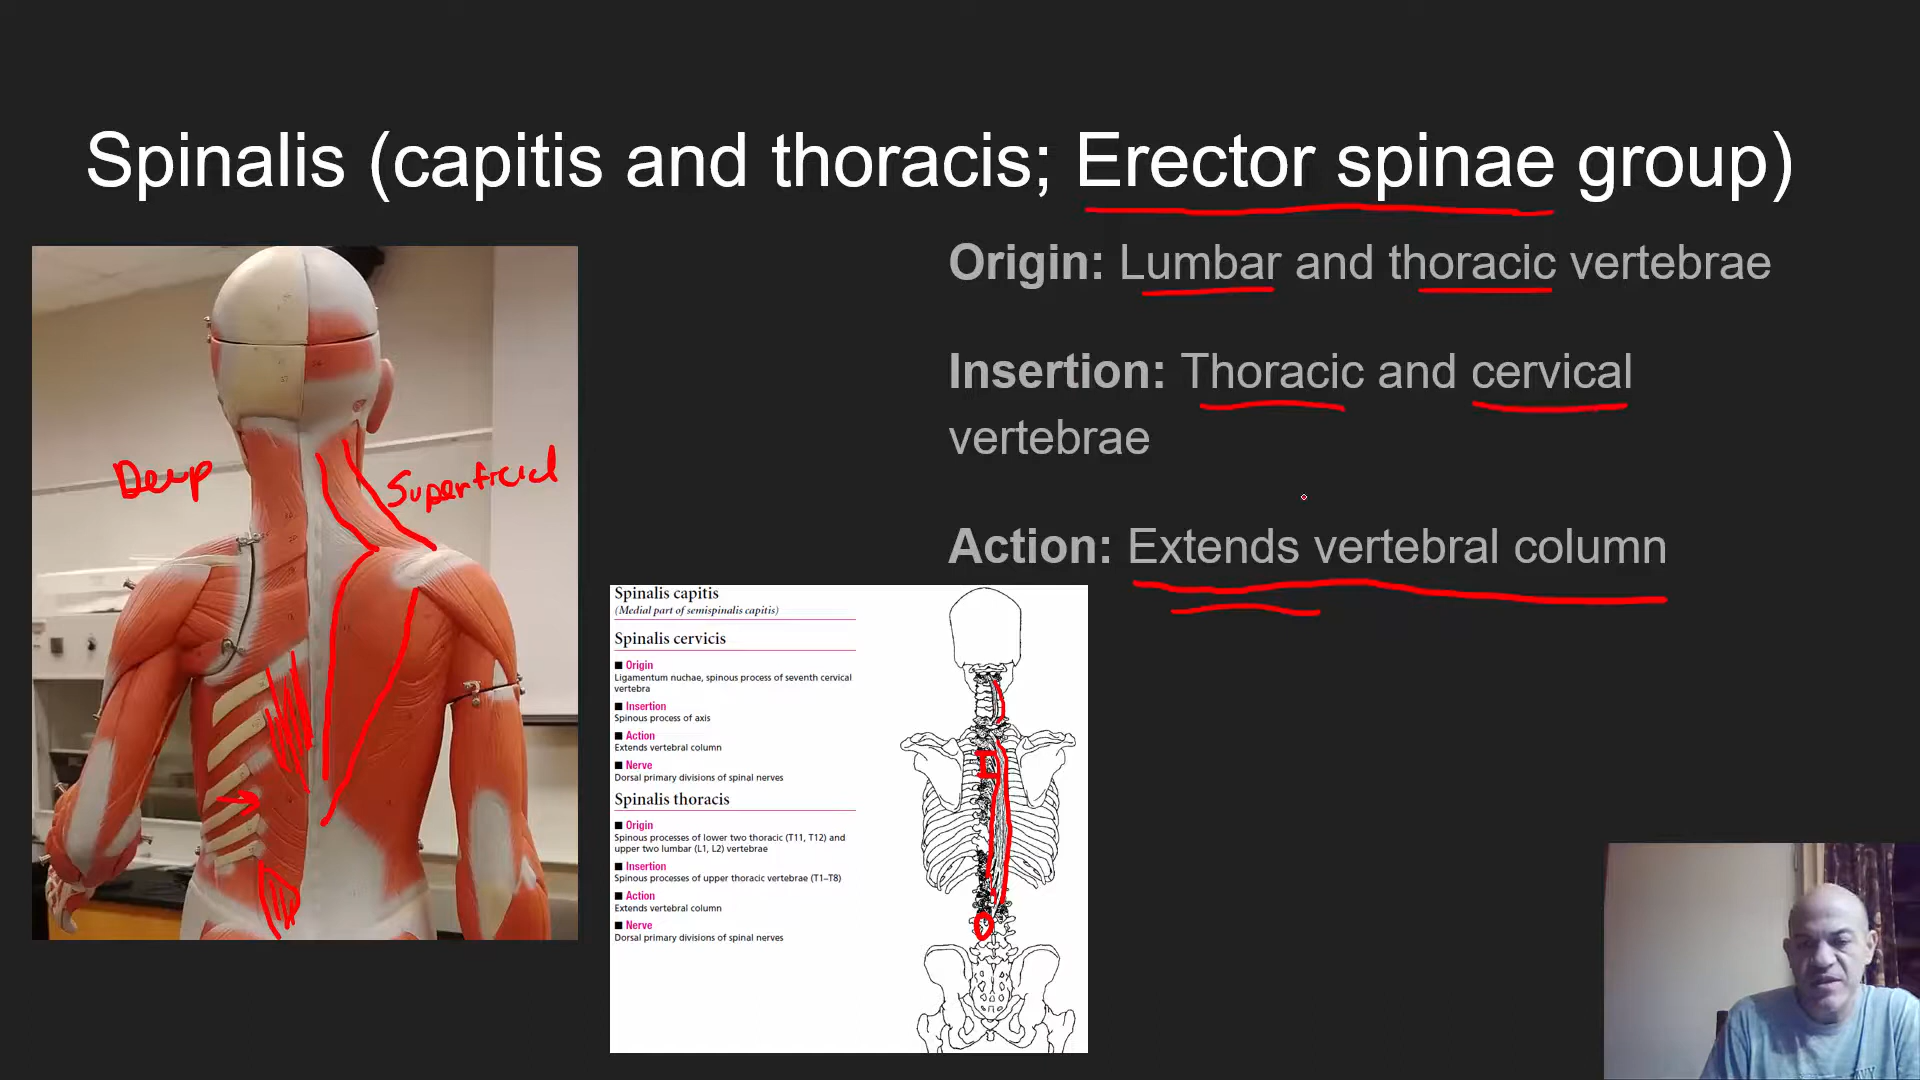 Spinalis (capitis and thoracis; Erector spinae group)
Origin: Lumbar and thoracic vertebrae
Insertion: Thoracic and cervical
vertebrae
Action: Extends vertebral column
Deep
Superficial
Spinalis capitis
(Medial part of semispinalis capitis)
Spinalis cervicis
■ Origin
Ligamentum nuchae, spinous process of seventh cervical
vertebra
■ Insertion
Spinous process of axis
■ Action
Extends vertebral column
■ Nerve
Dorsal primary divisions of spinal nerves
Spinalis thoracis
■ Origin
Spinous processes of lower two thoracic (T11, T12) and
upper two lumbar (L1, L2) vertebrae
■ Insertion
Spinous processes of upper thoracic vertebrae (T1–T8)
■ Action
Extends vertebral column
■ Nerve
Dorsal primary divisions of spinal nerves